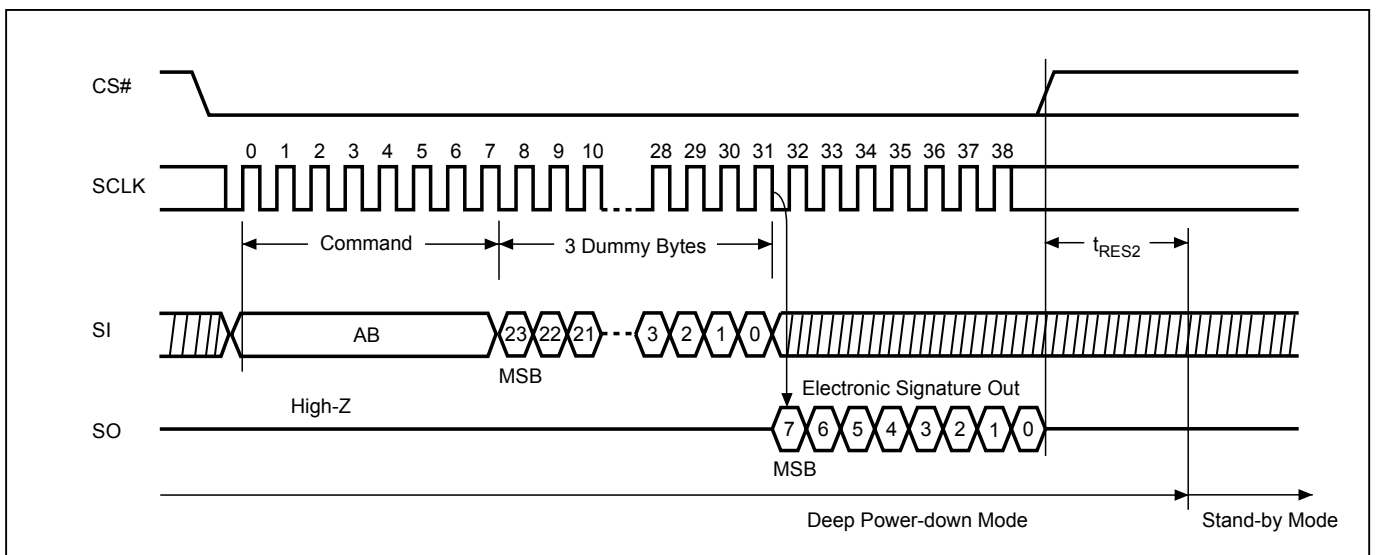 CS#
0 1 2 3 4 5 6 7 8 9 10 28 29 30 31 32 33 34 35 36 37 38
SCLK
Command 3 Dummy Bytes tRES2
SI AB 23 22 21 3 2 1 0
MSB
High-Z Electronic Signature Out
SO 7 6 5 4 3 2 1 0
MSB
Deep Power-down Mode Stand-by Mode